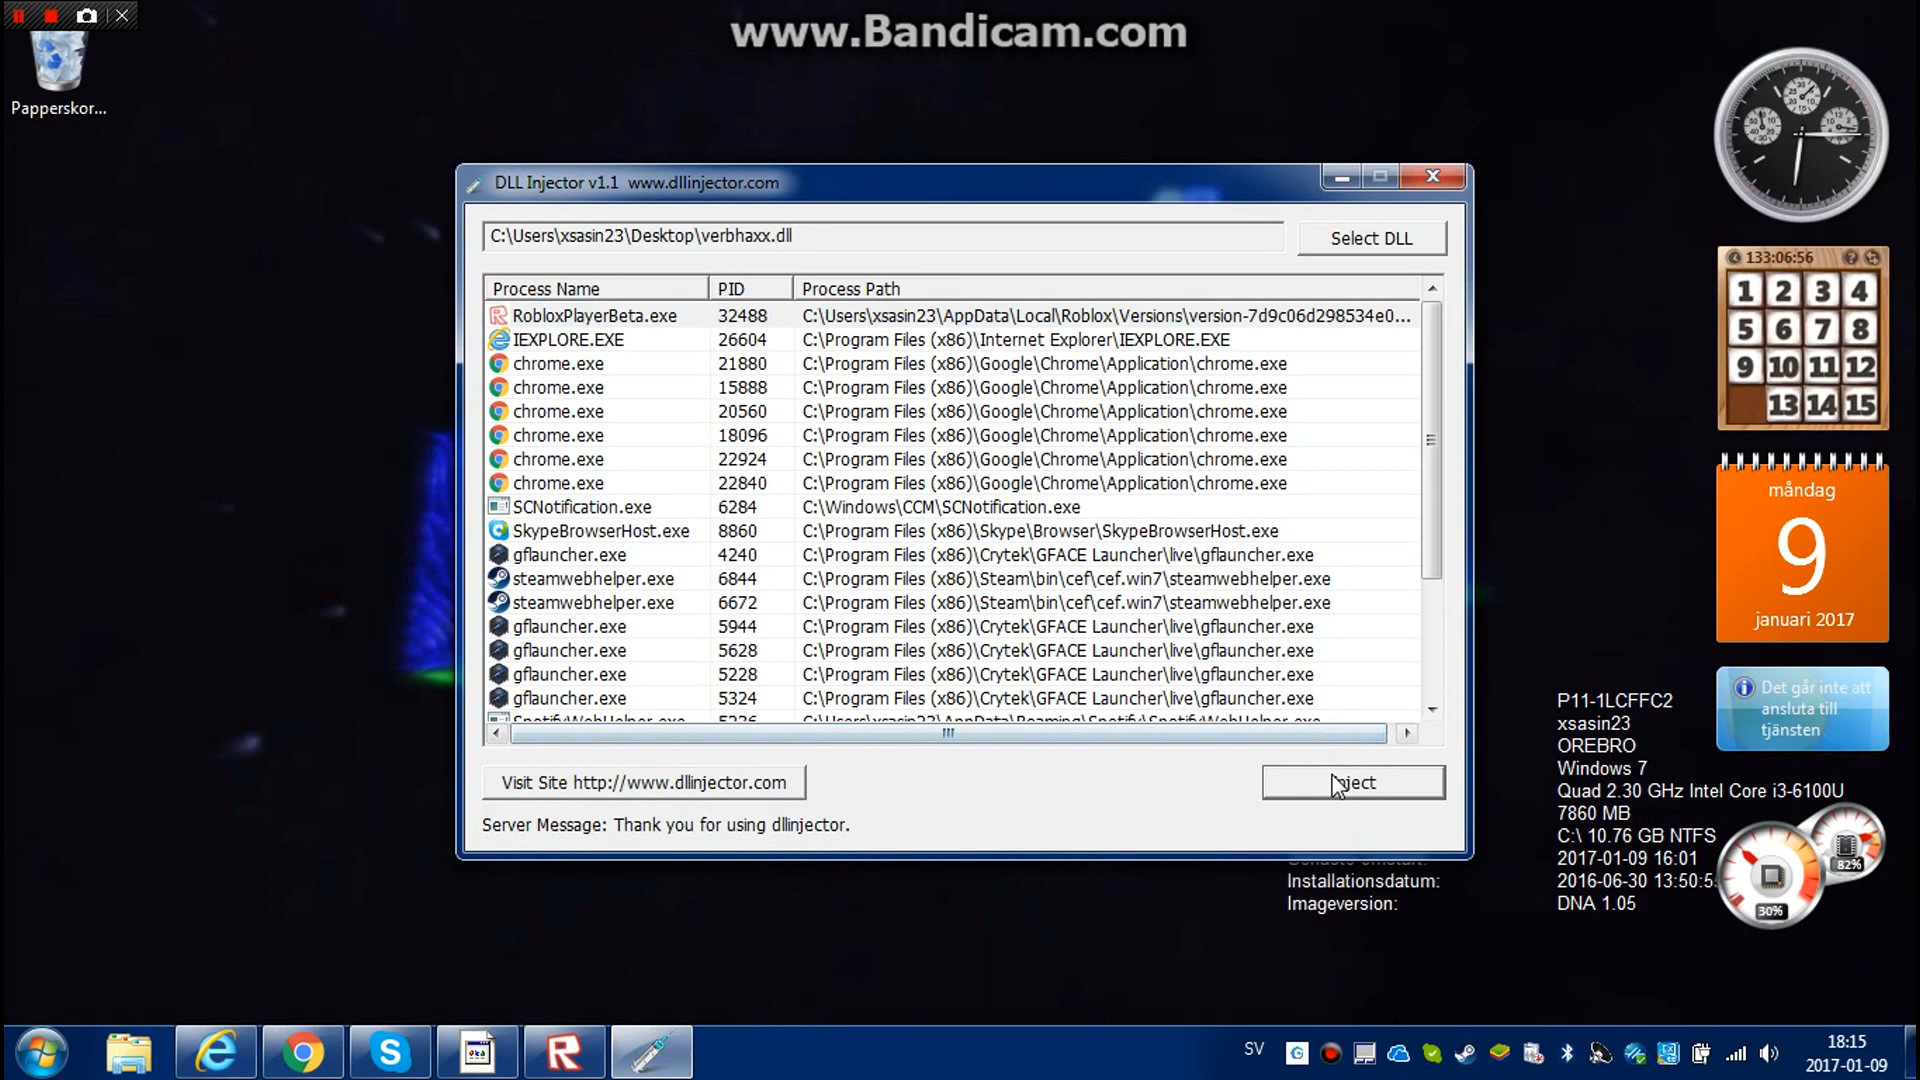 www.Bandicam.com
Papperskor...
DLL Injector v1.1 www.dllinjector.com
C:\Users\xsasin23\Desktop\verbhaxx.dll
Select DLL
Process Name PID Process Path
RobloxPlayerBeta.exe 32488 C:\Users\xsasin23\AppData\Local\Roblox\Versions\version-7d9c06d298534e0...
IEXPLORE.EXE 26604 C:\Program Files (x86)\Internet Explorer\IEXPLORE.EXE
chrome.exe 21880 C:\Program Files (x86)\Google\Chrome\Application\chrome.exe
chrome.exe 15888 C:\Program Files (x86)\Google\Chrome\Application\chrome.exe
chrome.exe 20560 C:\Program Files (x86)\Google\Chrome\Application\chrome.exe
chrome.exe 18096 C:\Program Files (x86)\Google\Chrome\Application\chrome.exe
chrome.exe 22924 C:\Program Files (x86)\Google\Chrome\Application\chrome.exe
chrome.exe 22840 C:\Program Files (x86)\Google\Chrome\Application\chrome.exe
SCNotification.exe 6284 C:\Windows\CCM\SCNotification.exe
SkypeBrowserHost.exe 8860 C:\Program Files (x86)\Skype\Browser\SkypeBrowserHost.exe
gflauncher.exe 4240 C:\Program Files (x86)\Crytek\GFACE Launcher\live\gflauncher.exe
steamwebhelper.exe 6844 C:\Program Files (x86)\Steam\bin\cef\cef.win7\steamwebhelper.exe
steamwebhelper.exe 6672 C:\Program Files (x86)\Steam\bin\cef\cef.win7\steamwebhelper.exe
gflauncher.exe 5944 C:\Program Files (x86)\Crytek\GFACE Launcher\live\gflauncher.exe
gflauncher.exe 5628 C:\Program Files (x86)\Crytek\GFACE Launcher\live\gflauncher.exe
gflauncher.exe 5228 C:\Program Files (x86)\Crytek\GFACE Launcher\live\gflauncher.exe
gflauncher.exe 5324 C:\Program Files (x86)\Crytek\GFACE Launcher\live\gflauncher.exe
Visit Site http://www.dllinjector.com
Inject
Server Message: Thank you for using dllinjector.
133:06:56
1 2 3 4
5 6 7 8
9 10 11 12
13 14 15
måndag
9
januari 2017
Det går inte att
ansluta till
tjänsten
P11-1LCFFC2
xsasin23
OREBRO
Windows 7
Quad 2.30 GHz Intel Core i3-6100U
7860 MB
C:\ 10.76 GB NTFS
2017-01-09 16:01
Installationsdatum: 2016-06-30 13:50:5
Imageversion: DNA 1.05
82%
30%
SV
18:15
2017-01-09